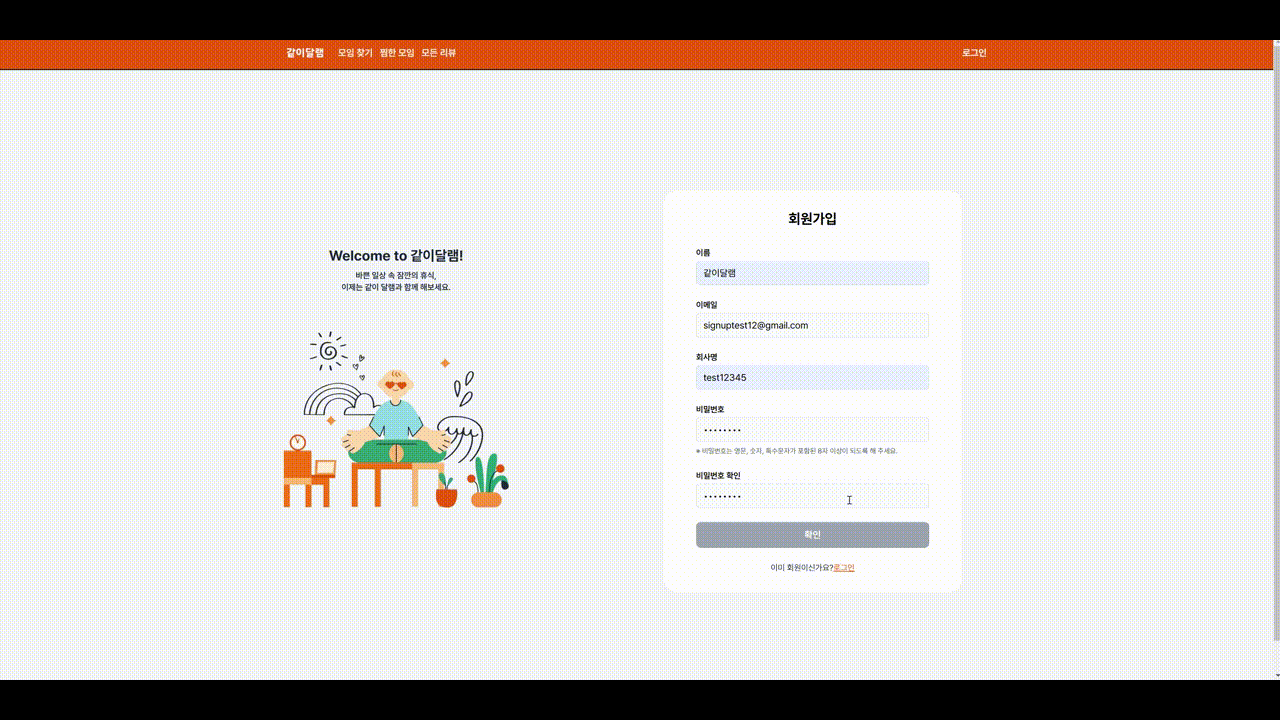 같이달램 모임 찾기 찜한 모임 모든 리뷰 로그인
Welcome to 같이달램!
바쁜 일상 속 잠깐의 휴식,
이제는 같이 달램과 함께 해보세요.
회원가입
이름
같이달램
이메일
signuptest12@gmail.com
회사명
test12345
비밀번호
••••••••
※ 비밀번호는 영문, 숫자, 특수문자가 포함된 8자 이상이 되도록 해 주세요.
비밀번호 확인
••••••••
확인
이미 회원이신가요?로그인